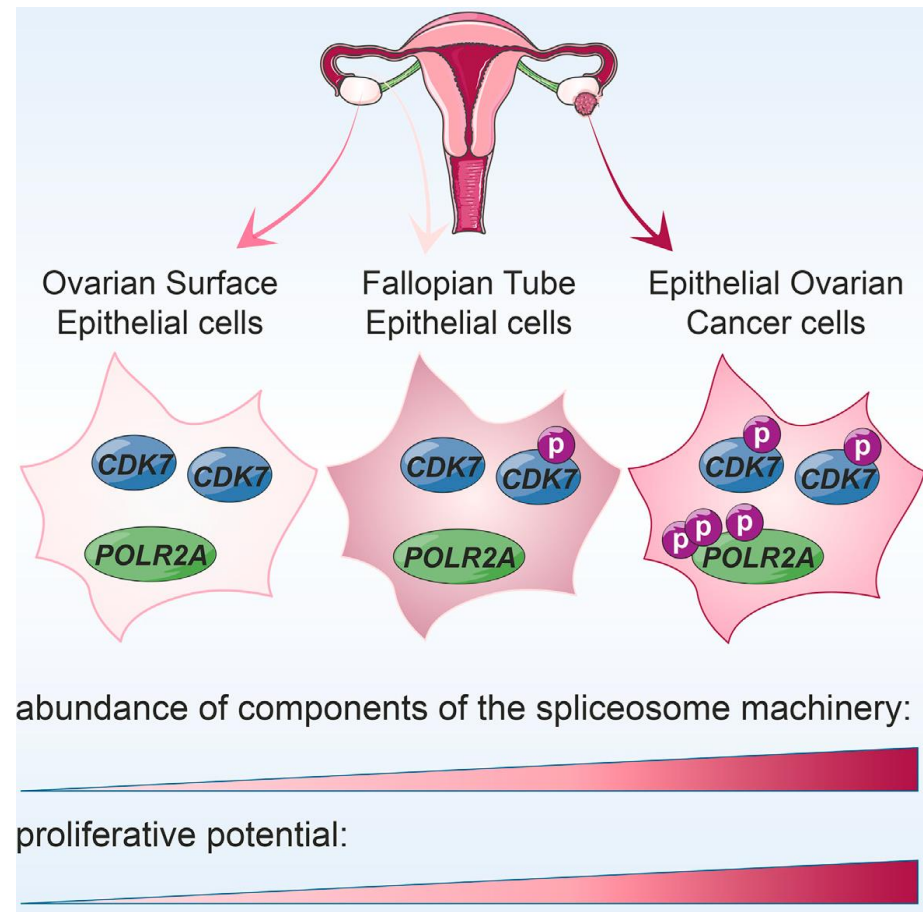 Ovarian Surface
Epithelial cells
Fallopian Tube
Epithelial cells
Epithelial Ovarian
Cancer cells
CDK7
CDK7
POLR2A
CDK7
p
CDK7
POLR2A
p
CDK7
p
CDK7
p
p
p
POLR2A
abundance of components of the spliceosome machinery:
proliferative potential: